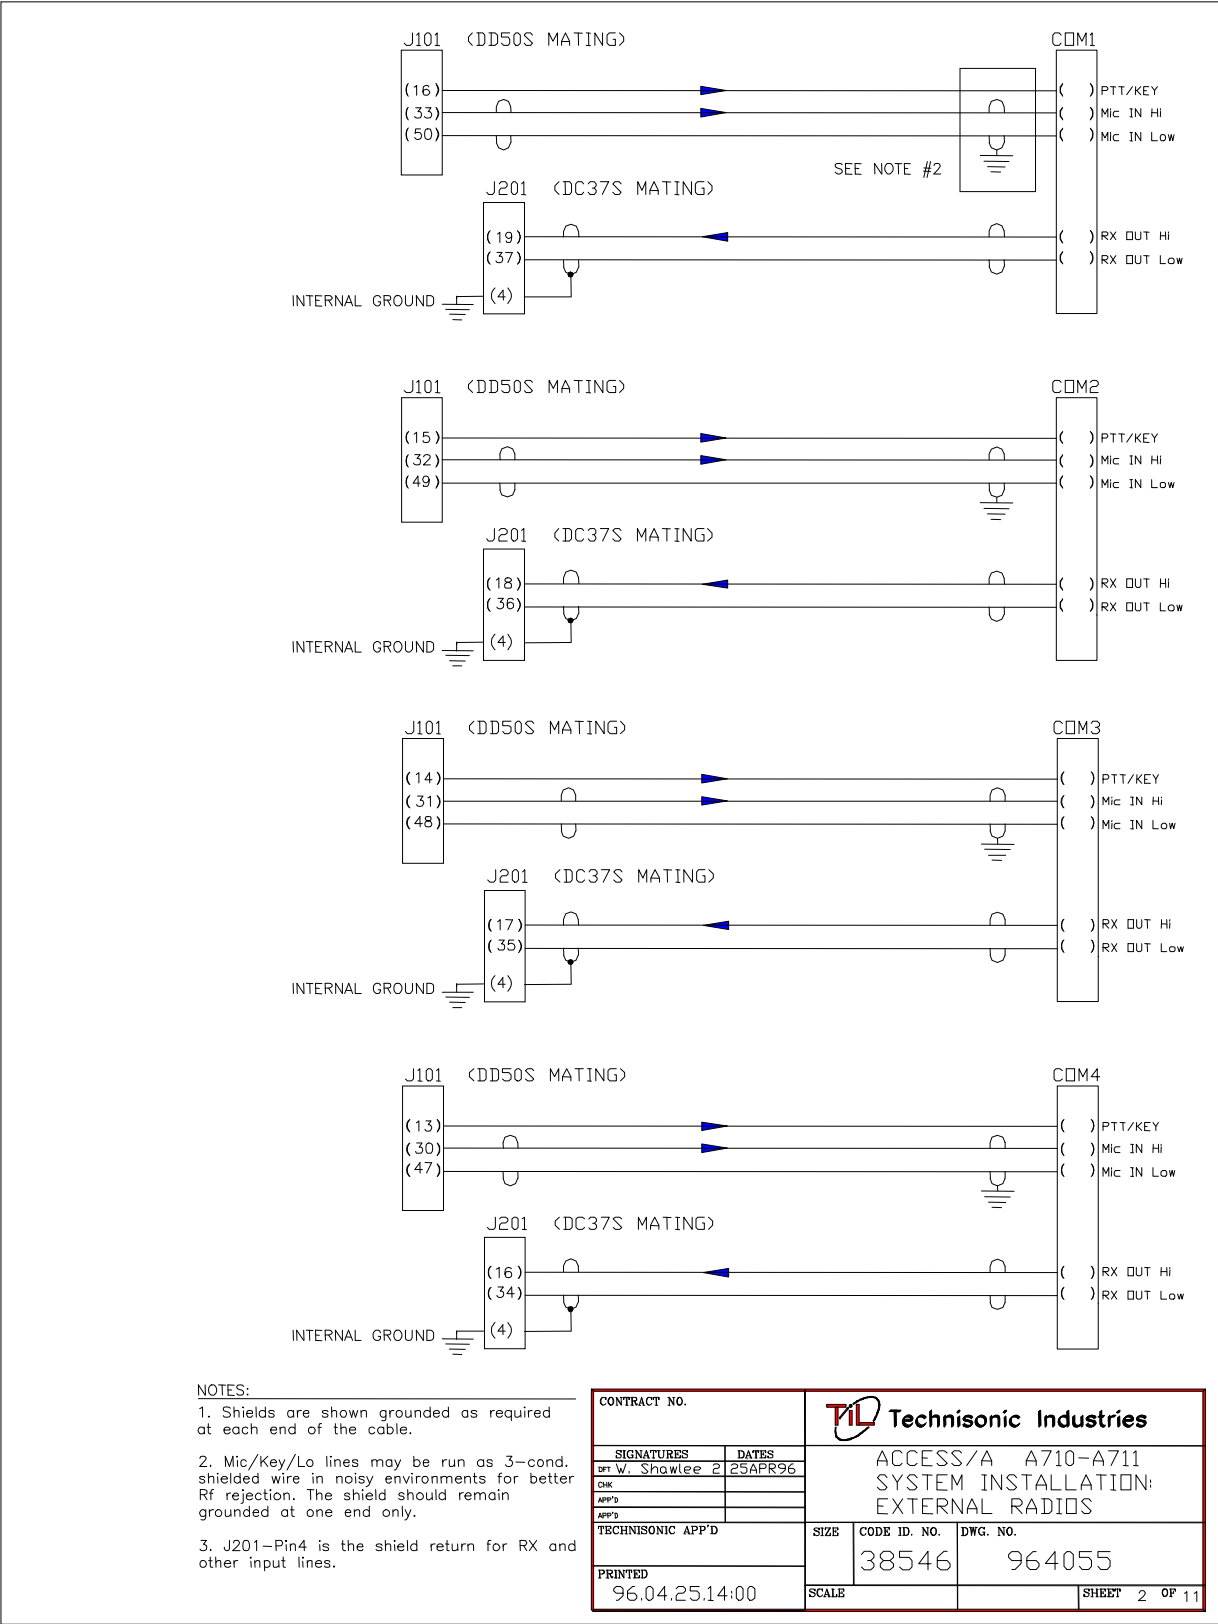 J101 (DD50S MATING) COM1
(16) ( ) PTT/KEY
(33) ( ) Mic IN Hi
(50) ( ) Mic IN Low
SEE NOTE #2
J201 (DC37S MATING)
(19) ( ) RX OUT Hi
(37) ( ) RX OUT Low
INTERNAL GROUND (4)
J101 (DD50S MATING) COM2
(15) ( ) PTT/KEY
(32) ( ) Mic IN Hi
(49) ( ) Mic IN Low
J201 (DC37S MATING)
(18) ( ) RX OUT Hi
(36) ( ) RX OUT Low
INTERNAL GROUND (4)
J101 (DD50S MATING) COM3
(14) ( ) PTT/KEY
(31) ( ) Mic IN Hi
(48) ( ) Mic IN Low
J201 (DC37S MATING)
(17) ( ) RX OUT Hi
(35) ( ) RX OUT Low
INTERNAL GROUND (4)
J101 (DD50S MATING) COM4
(13) ( ) PTT/KEY
(30) ( ) Mic IN Hi
(47) ( ) Mic IN Low
J201 (DC37S MATING)
(16) ( ) RX OUT Hi
(34) ( ) RX OUT Low
INTERNAL GROUND (4)
NOTES:
1. Shields are shown grounded as required
at each end of the cable.
2. Mic/Key/Lo lines may be run as 3-cond.
shielded wire in noisy environments for better
Rf rejection. The shield should remain
grounded at one end only.
3. J201-Pin4 is the shield return for RX and
other input lines.
CONTRACT NO.
SIGNATURES DATES
DFT W. Shawlee 2 25APR96
CHK
APP'D
APP'D
TECHNISONIC APP'D
PRINTED
96.04.25.14:00
TiL Technisonic Industries
ACCESS/A A710-A711
SYSTEM INSTALLATION:
EXTERNAL RADIOS
SIZE CODE ID. NO. DWG. NO.
38546 964055
SCALE SHEET 2 OF 11